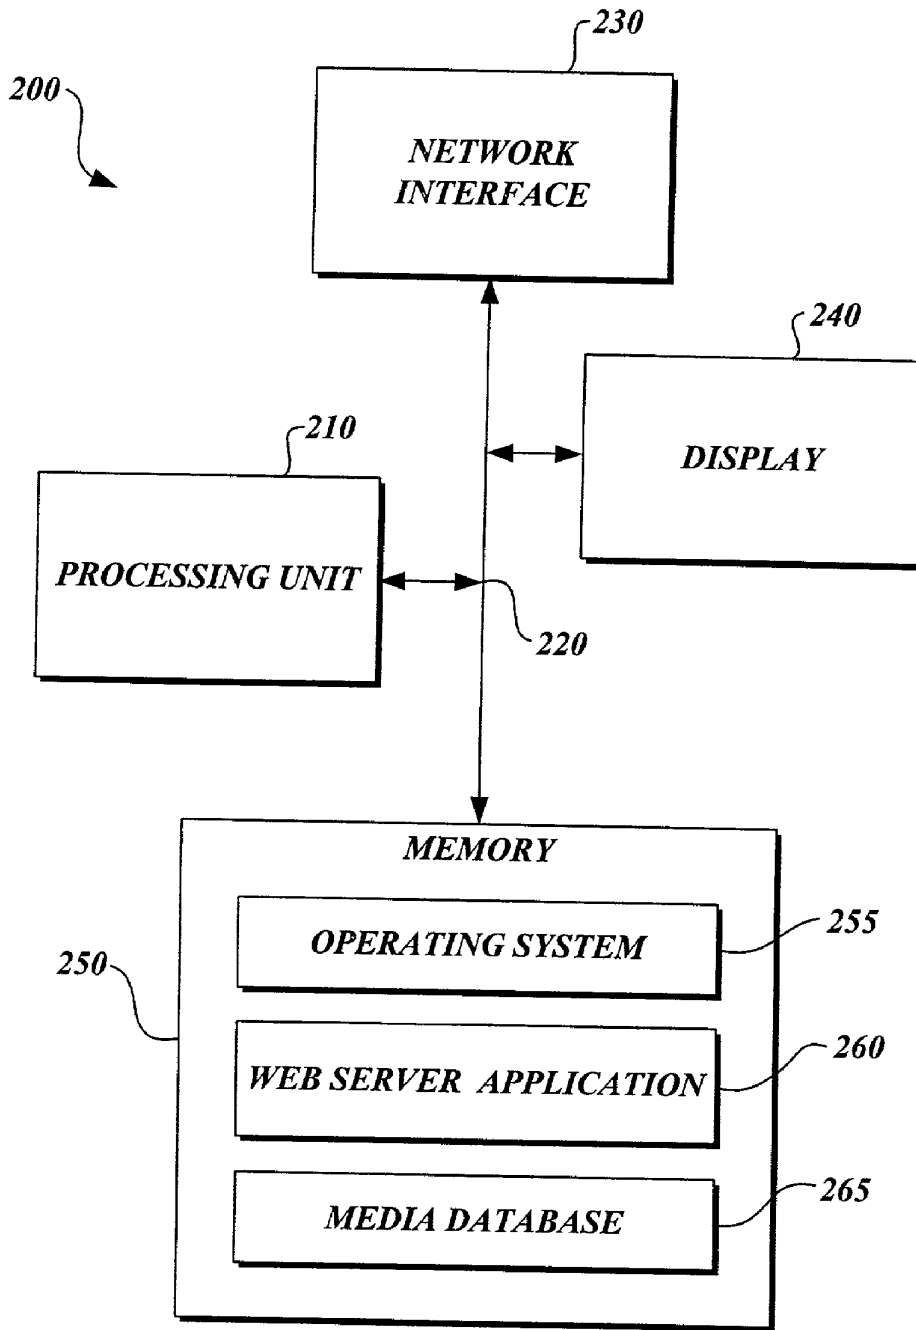 230
200
NETWORK
INTERFACE
240
210
DISPLAY
PROCESSING UNIT
220
MEMORY
OPERATING SYSTEM
255
250
WEB SERVER APPLICATION
260
MEDIA DATABASE
265